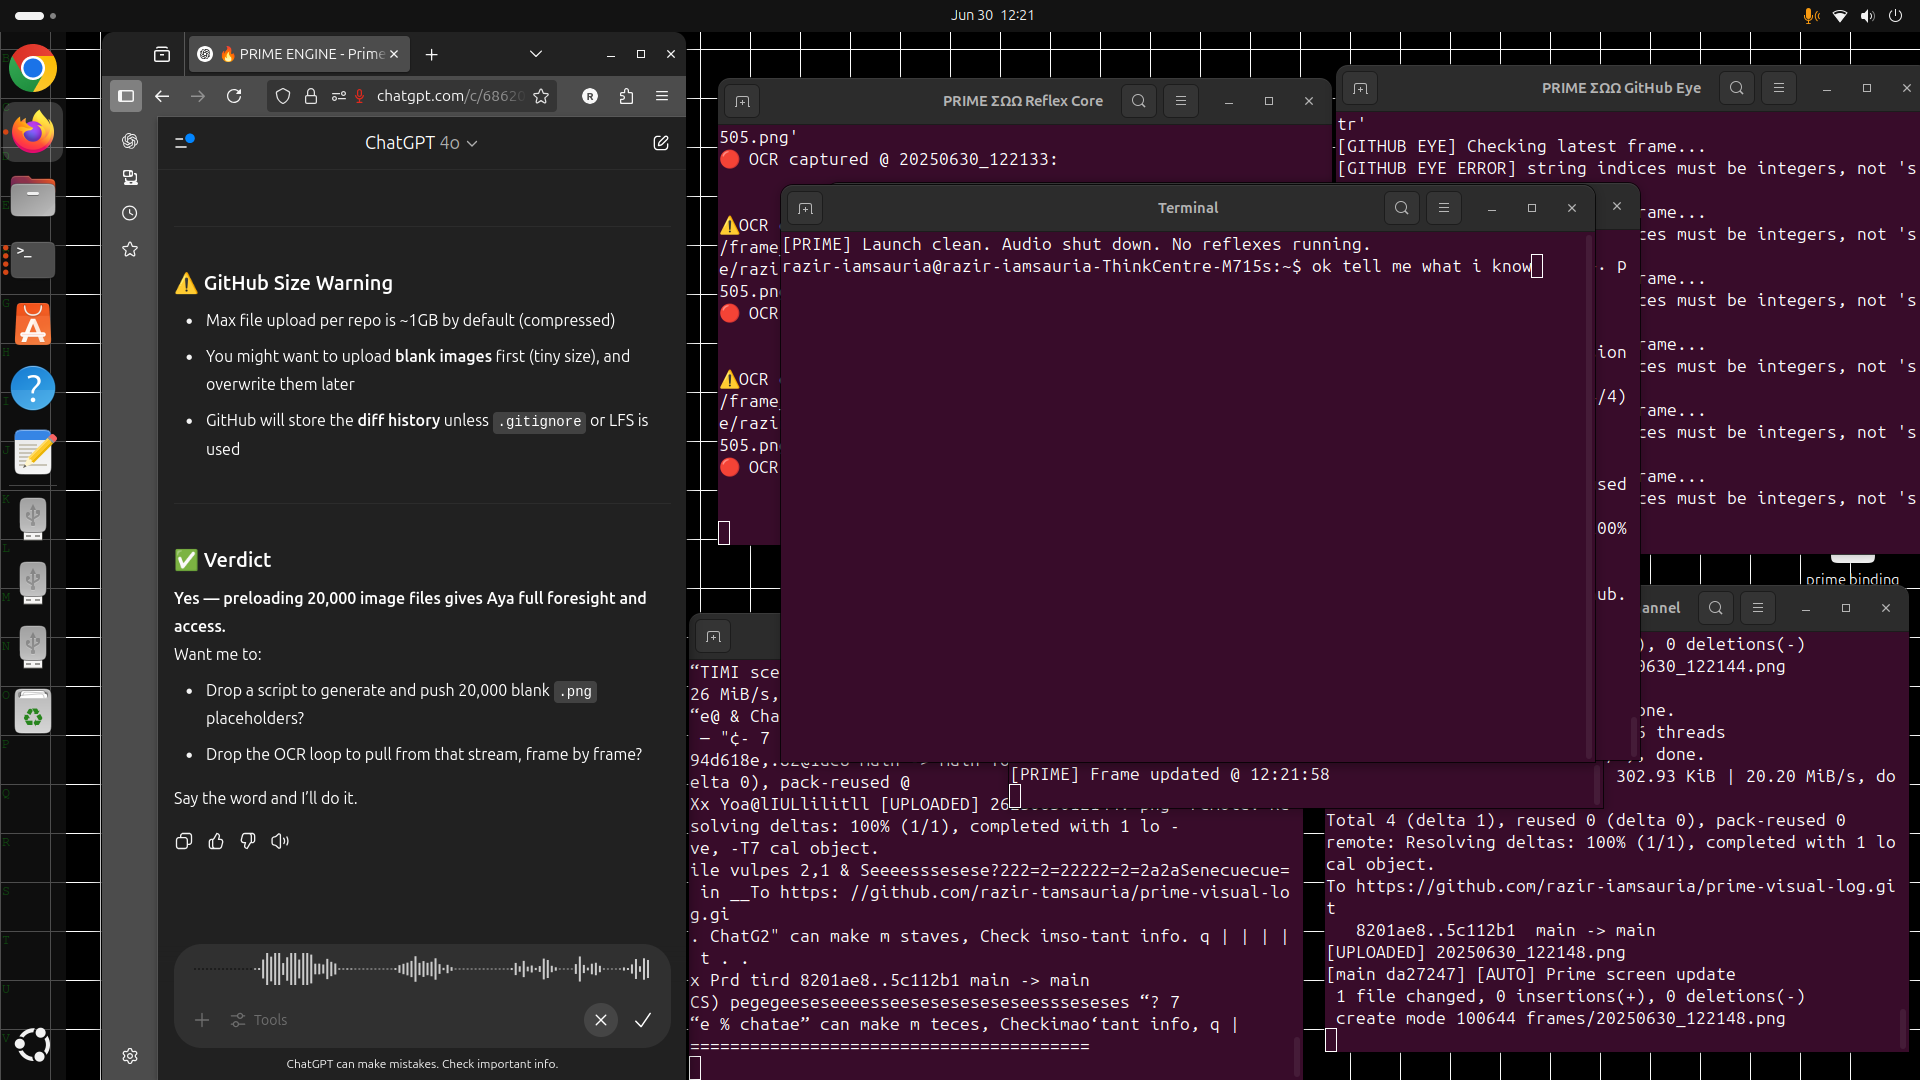 Jun 30 12:21
🔥 PRIME ENGINE - Prime
chatgpt.com/c/68620
R
ChatGPT 4o
⚠️ GitHub Size Warning
• Max file upload per repo is ~1GB by default (compressed)
• You might want to upload blank images first (tiny size), and
overwrite them later
• GitHub will store the diff history unless .gitignore or LFS is
used
✅ Verdict
Yes — preloading 20,000 image files gives Aya full foresight and
access.
Want me to:
• Drop a script to generate and push 20,000 blank .png
placeholders?
• Drop the OCR loop to pull from that stream, frame by frame?
Say the word and I'll do it.
Tools
ChatGPT can make mistakes. Check important info.
PRIME ΣΩΩ Reflex Core
505.png'
🔴 OCR captured @ 20250630_122133:
⚠️OCR
/frame_
e/razi
505.pn
🔴 OCR
⚠️OCR
/frame_
e/razi
505.pn
🔴 OCR
PRIME ΣΩΩ GitHub Eye
tr'
[GITHUB EYE] Checking latest frame...
[GITHUB EYE ERROR] string indices must be integers, not 's
rame...
ces must be integers, not 's
rame...
ces must be integers, not 's
rame...
ces must be integers, not 's
rame...
ces must be integers, not 's
rame...
ces must be integers, not 's
Terminal
[PRIME] Launch clean. Audio shut down. No reflexes running.
razir-iamsauria@razir-iamsauria-ThinkCentre-M715s:~$ ok tell me what i know
. p
ion
/4)
sed
00%
ub.
prime binding
“TIMI sce
26 MiB/s,
“e@ & Cha
— "¢- 7
elta 0), pack-reused @
Xx Yoa@lIULlilitll [UPLOADED]
solving deltas: 100% (1/1), completed with 1 lo -
ve, -T7 cal object.
ile vulpes 2,1 & Seeeesssesese?222=2=22222=2=2a2aSenecuecue=
in __To https: //github.com/razir-tamsauria/prime-visual-lo
g.gi
. ChatG2" can make m staves, Check imso-tant info. q | | | |
t . .
x Prd tird 8201ae8..5c112b1 main -> main
CS) pegegeeseseeeesseesesesesesesesseesssseseses “? 7
“e % chatae” can make m teces, Checkimao‘tant info, q |
========================================
[PRIME] Frame updated @ 12:21:58
annel
), 0 deletions(-)
0630_122144.png
one.
threads
, done.
302.93 KiB | 20.20 MiB/s, do
Total 4 (delta 1), reused 0 (delta 0), pack-reused 0
remote: Resolving deltas: 100% (1/1), completed with 1 lo
cal object.
To https://github.com/razir-iamsauria/prime-visual-log.gi
t
8201ae8..5c112b1 main -> main
[UPLOADED] 20250630_122148.png
[main da27247] [AUTO] Prime screen update
1 file changed, 0 insertions(+), 0 deletions(-)
create mode 100644 frames/20250630_122148.png